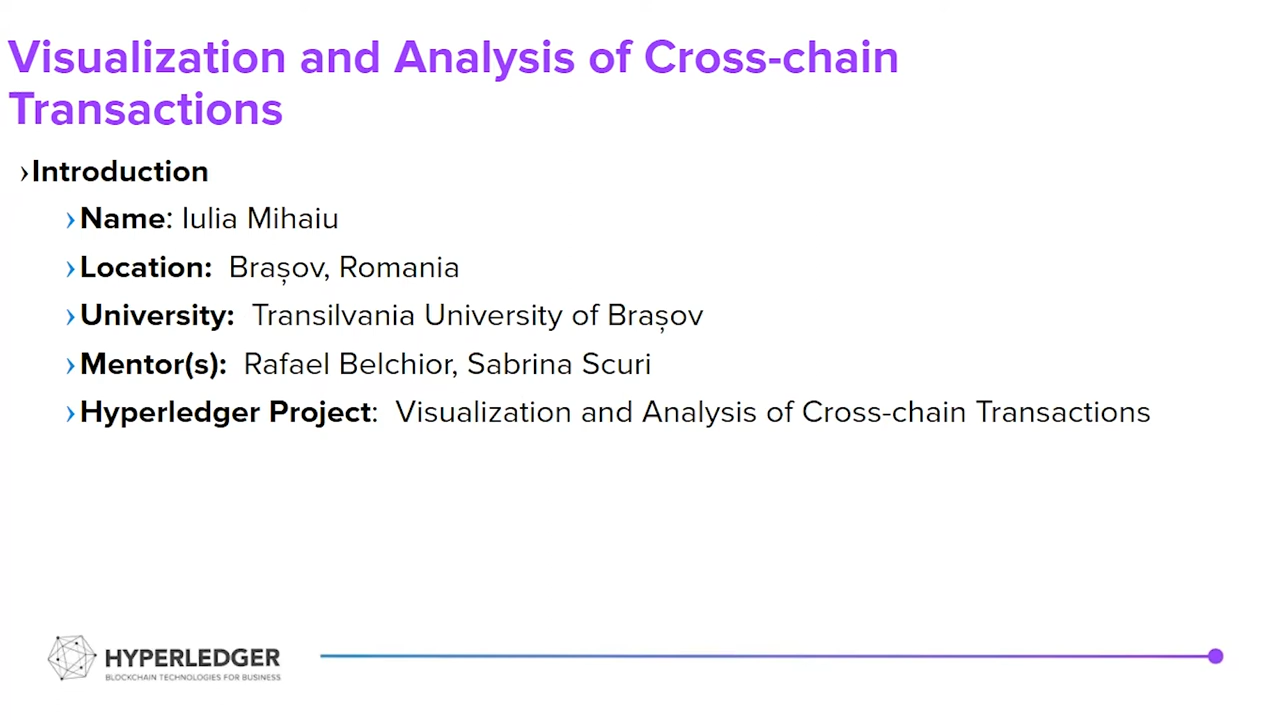 Visualization and Analysis of Cross-chain
Transactions
›Introduction
›Name: Iulia Mihaiu
›Location: Brașov, Romania
›University: Transilvania University of Brașov
›Mentor(s): Rafael Belchior, Sabrina Scuri
›Hyperledger Project: Visualization and Analysis of Cross-chain Transactions
HYPERLEDGER
BLOCKCHAIN TECHNOLOGIES FOR BUSINESS